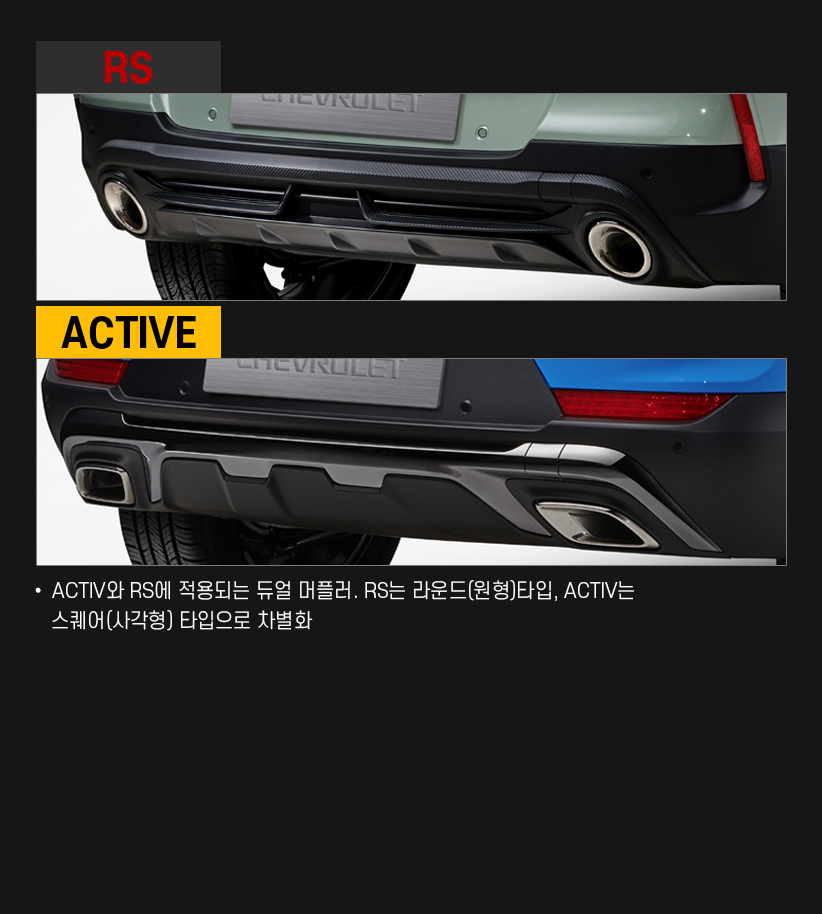 RS
CHEVROLET
ACTIVE
CHEVROLET
• ACTIV와 RS에 적용되는 듀얼 머플러. RS는 라운드(원형)타입, ACTIV는
스퀘어(사각형) 타입으로 차별화